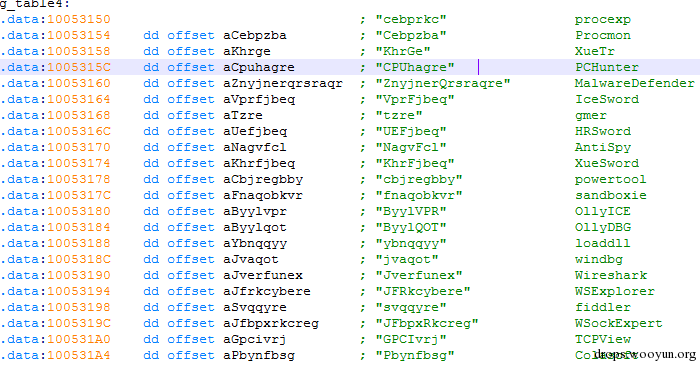 g_table4:
.data:10053150 ; "cebprkc" procexp
.data:10053154 dd offset aCebpzba ; "Cebpzba" Procmon
.data:10053158 dd offset aKhrge ; "KhrGe" XueTr
.data:1005315C dd offset aCpuhagre ; "CPUhagre" PCHunter
.data:10053160 dd offset aZnyjnerqrsraqr ; "ZnyjnerQrsraqre" MalwareDefender
.data:10053164 dd offset aVprfjbeq ; "VprFjbeq" IceSword
.data:10053168 dd offset aTzre ; "tzre" gmer
.data:1005316C dd offset aUefjbeq ; "UEFjbeq" HRSword
.data:10053170 dd offset aNagvfcl ; "NagvFcl" AntiSpy
.data:10053174 dd offset aKhrfjbeq ; "KhrFjbeq" XueSword
.data:10053178 dd offset aCbjregbby ; "cbjregbby" powertool
.data:1005317C dd offset aFnaqobkvr ; "fnaqobkvr" sandboxie
.data:10053180 dd offset aByylvpr ; "ByylVPR" OllyICE
.data:10053184 dd offset aByylqot ; "ByylQOT" OllyDBG
.data:10053188 dd offset aYbnqqyy ; "ybnqqyy" loaddll
.data:1005318C dd offset aJvaqot ; "jvaqot" windbg
.data:10053190 dd offset aJverfunex ; "Jverfunex" Wireshark
.data:10053194 dd offset aJfrkcybere ; "JFRkcybere" WSExplorer
.data:10053198 dd offset aSvqqyre ; "svqqyre" fiddler
.data:1005319C dd offset aJfbpxrkcreg ; "JFbpxRkcreg" WSockExpert
.data:100531A0 dd offset aGpcivrj ; "GPCIvrj" TCPView
.data:100531A4 dd offset aPbynfbsg ; "Pbynfbsg"
drops.wooyun.org